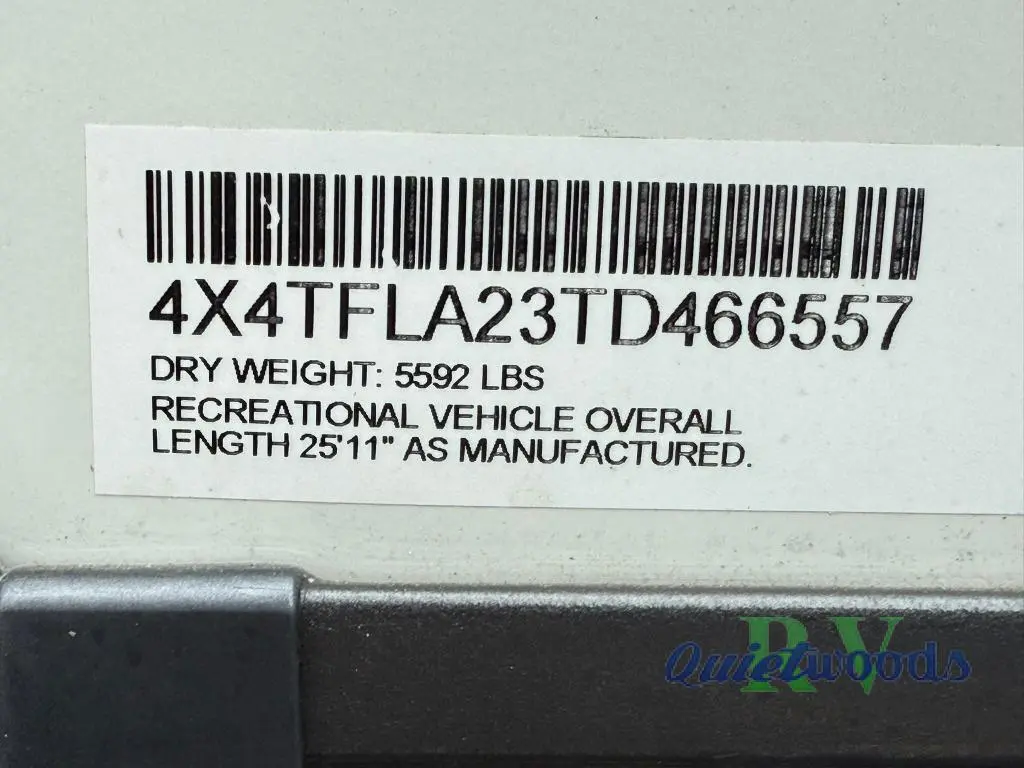 4X4TFLA23TD466557
DRY WEIGHT: 5592 LBS
RECREATIONAL VEHICLE OVERALL
LENGTH 25'11" AS MANUFACTURED.
RV
Quietwoods